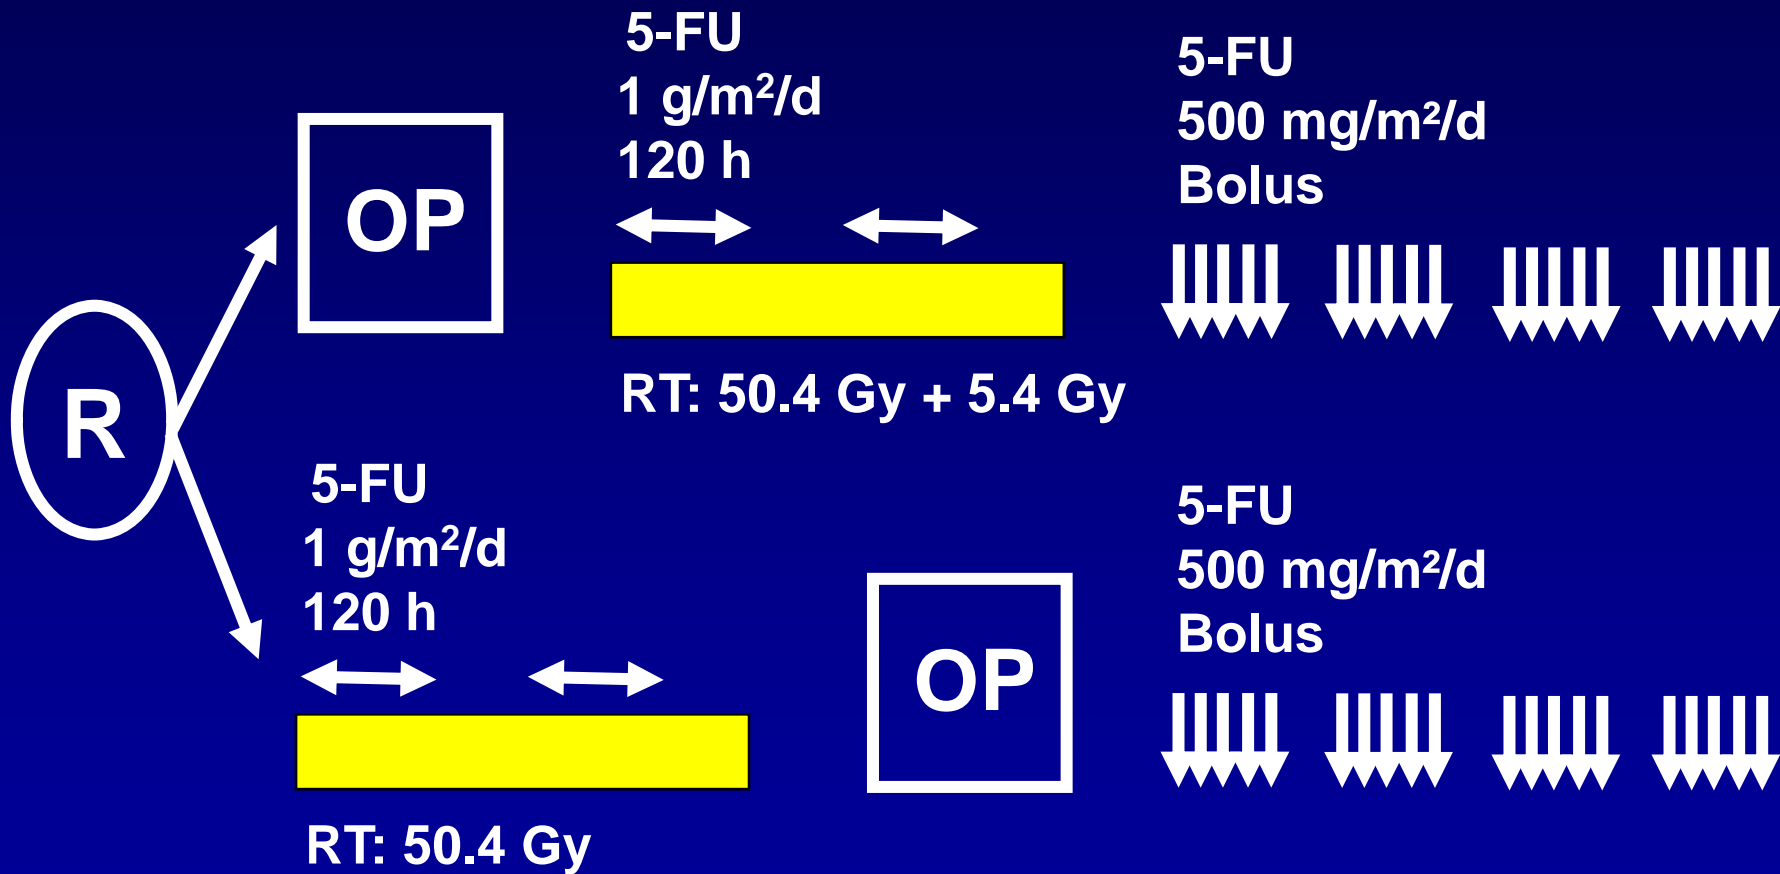 5-FU
1 g/m²/d
120 h
5-FU
500 mg/m²/d
Bolus
OP
RT: 50.4 Gy + 5.4 Gy
R
5-FU
1 g/m²/d
120 h
5-FU
500 mg/m²/d
Bolus
OP
RT: 50.4 Gy